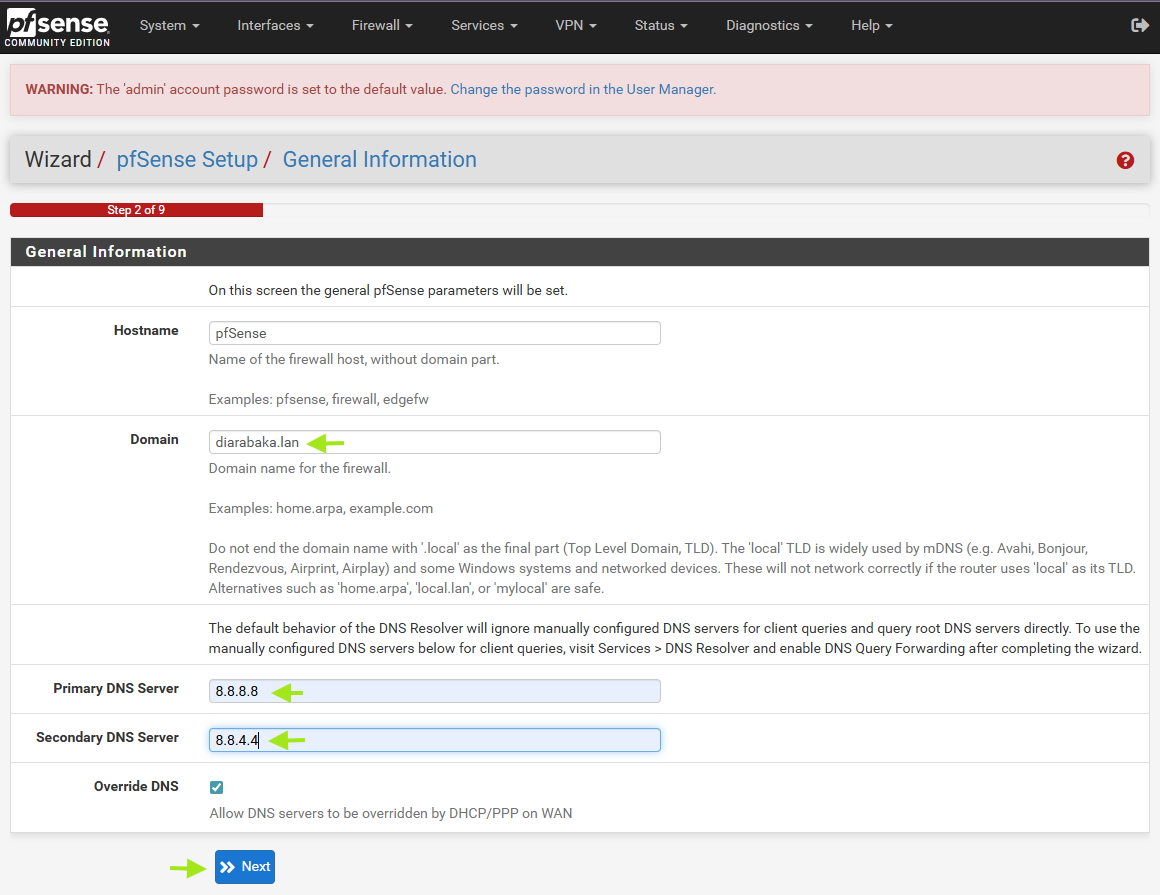 pfsense
COMMUNITY EDITION
System
Interfaces
Firewall
Services
VPN
Status
Diagnostics
Help
WARNING: The 'admin' account password is set to the default value. Change the password in the User Manager.
Wizard / pfSense Setup / General Information
?
Step 2 of 9
General Information
On this screen the general pfSense parameters will be set.
Hostname
pfSense
Name of the firewall host, without domain part.
Examples: pfsense, firewall, edgefw
Domain
diarabaka.lan
Domain name for the firewall.
Examples: home.arpa, example.com
Do not end the domain name with '.local' as the final part (Top Level Domain, TLD). The 'local' TLD is widely used by mDNS (e.g. Avahi, Bonjour,
Rendezvous, Airprint, Airplay) and some Windows systems and networked devices. These will not network correctly if the router uses 'local' as its TLD.
Alternatives such as 'home.arpa', 'local.lan', or 'mylocal' are safe.
The default behavior of the DNS Resolver will ignore manually configured DNS servers for client queries and query root DNS servers directly. To use the
manually configured DNS servers below for client queries, visit Services > DNS Resolver and enable DNS Query Forwarding after completing the wizard.
Primary DNS Server
8.8.8.8
Secondary DNS Server
8.8.4.4
Override DNS
Allow DNS servers to be overridden by DHCP/PPP on WAN
Next